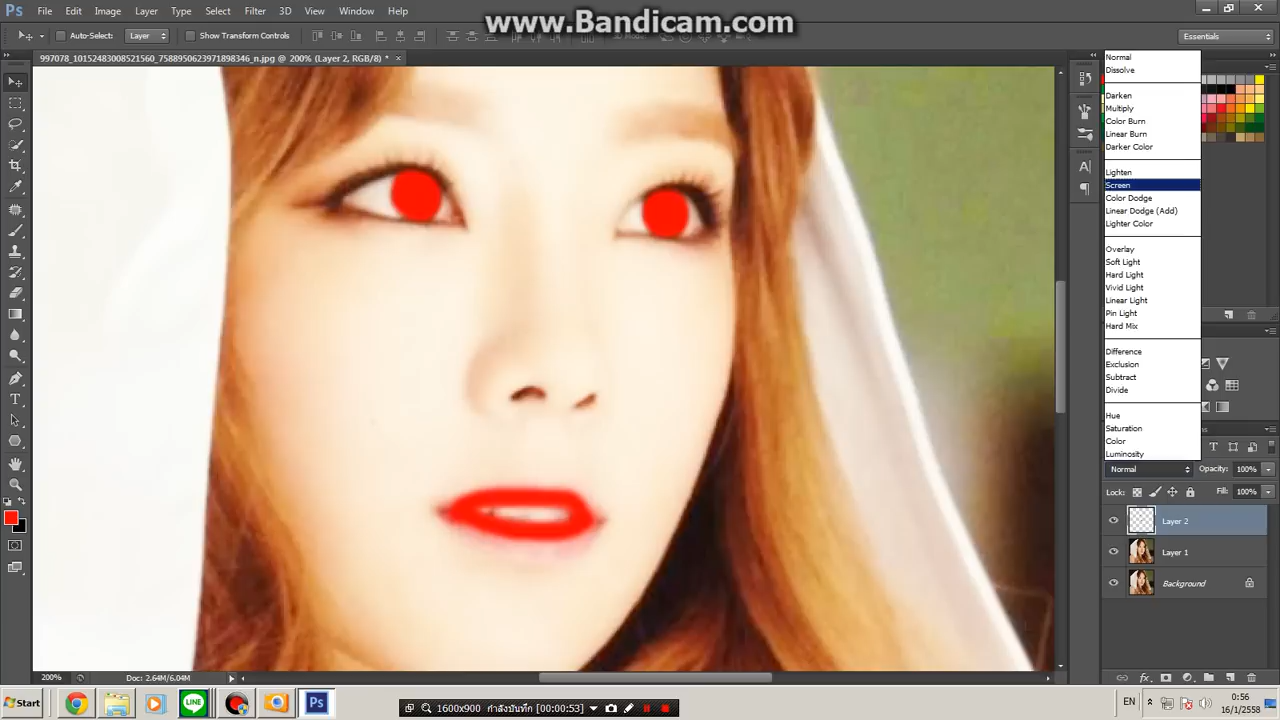 www.Bandicam.com
File Edit Image Layer Type Select Filter 3D View Window Help
Auto-Select: Layer Show Transform Controls
Essentials
997078_10152483008521560_7588950623971898346_n.jpg @ 200% (Layer 2, RGB/8) *
Normal
Dissolve
Darken
Multiply
Color Burn
Linear Burn
Darker Color
Lighten
Screen
Color Dodge
Linear Dodge (Add)
Lighter Color
Overlay
Soft Light
Hard Light
Vivid Light
Linear Light
Pin Light
Hard Mix
Difference
Exclusion
Subtract
Divide
Hue
Saturation
Color
Luminosity
Normal Opacity: 100%
Lock: Fill: 100%
Layer 2
Layer 1
Background
200% Doc: 2.64M/6.04M
Start LINE Ps 1600x900 กำลังบันทึก [00:00:53] EN 0:56
16/1/2558